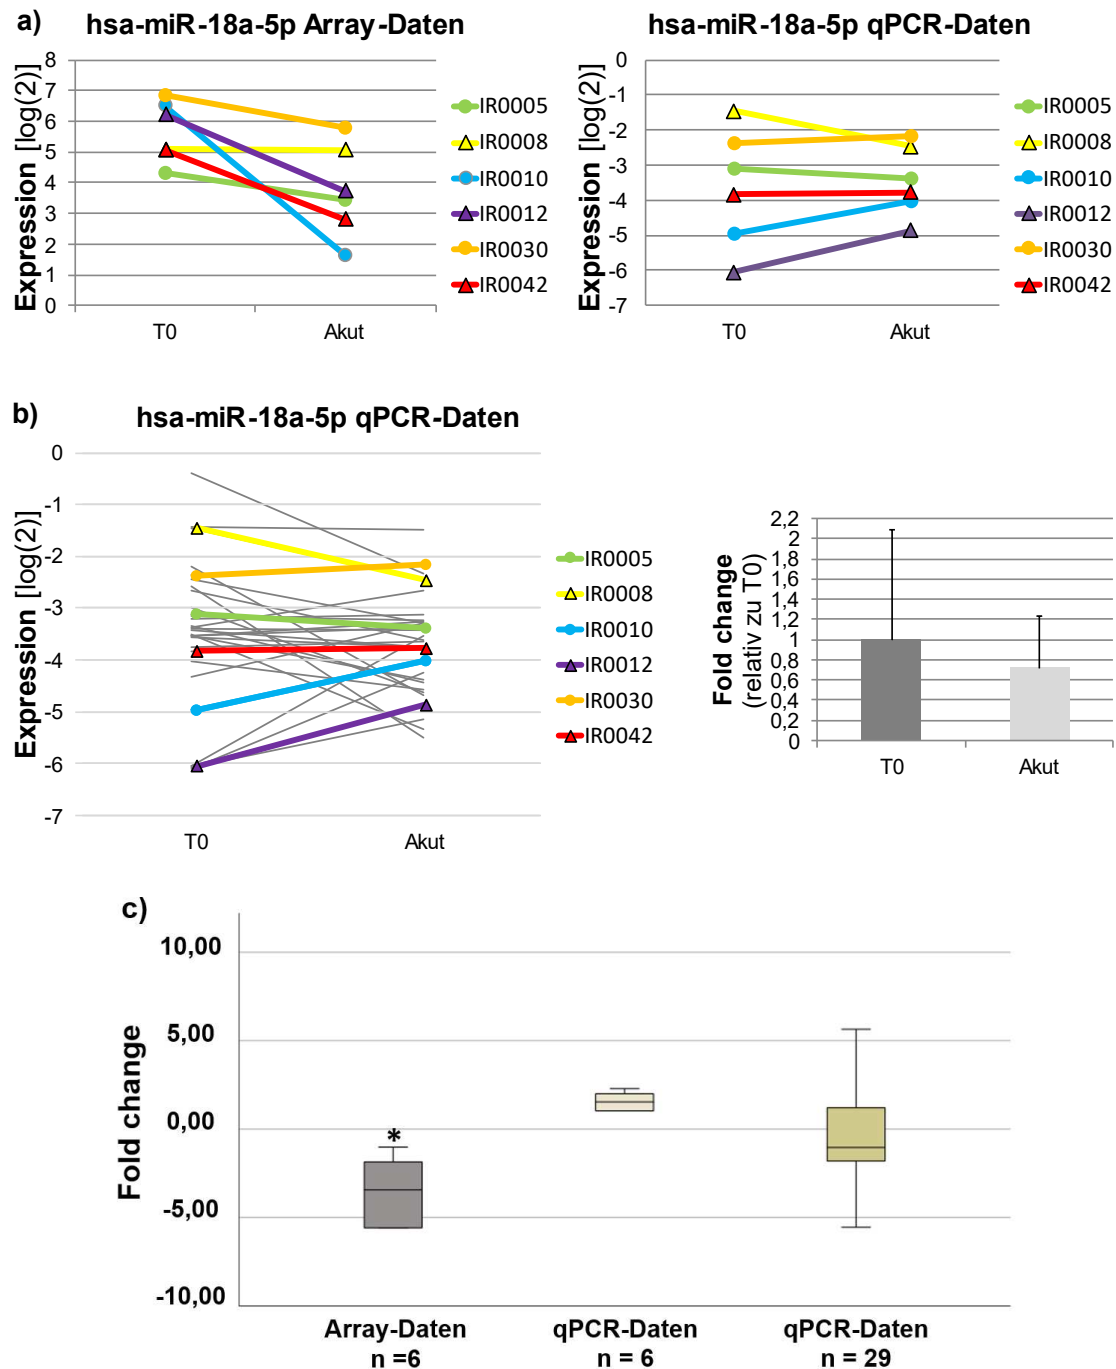 a)
hsa-miR-18a-5p Array-Daten
Expression [log(2)]
8
7
6
5
4
3
2
1
0
T0
Akut
IR0005
IR0008
IR0010
IR0012
IR0030
IR0042
hsa-miR-18a-5p qPCR-Daten
Expression [log(2)]
0
-1
-2
-3
-4
-5
-6
-7
T0
Akut
IR0005
IR0008
IR0010
IR0012
IR0030
IR0042
b)
hsa-miR-18a-5p qPCR-Daten
Expression [log(2)]
0
-1
-2
-3
-4
-5
-6
-7
T0
Akut
IR0005
IR0008
IR0010
IR0012
IR0030
IR0042
Fold change
(relativ zu T0)
2,2
2
1,8
1,6
1,4
1,2
1
0,8
0,6
0,4
0,2
0
T0
Akut
c)
Fold change
10,00
5,00
0,00
-5,00
-10,00
*
Array-Daten
n =6
qPCR-Daten
n = 6
qPCR-Daten
n = 29